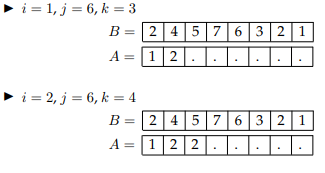 ► i = 1, j = 6, k = 3
B = 2 4 5 7 6 3 2 1
A = 1 2 . . . . . .
► i = 2, j = 6, k = 4
B = 2 4 5 7 6 3 2 1
A = 1 2 2 . . . . .